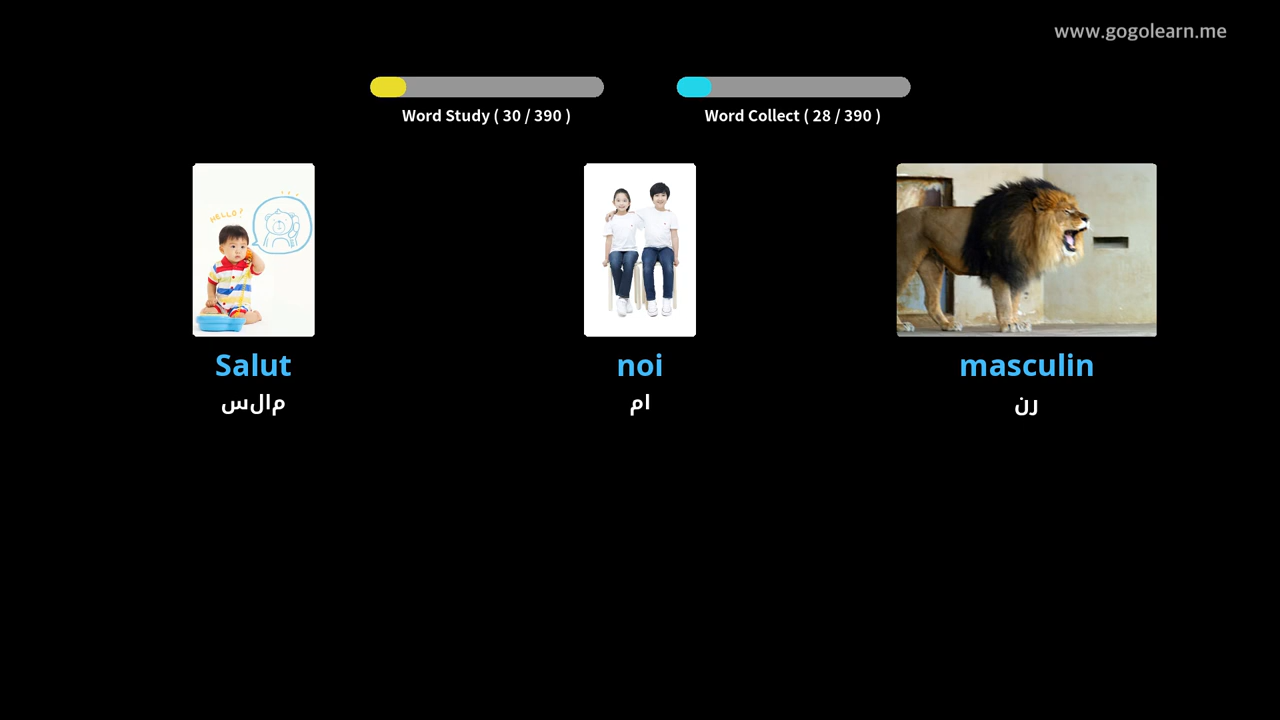 www.gogolearn.me
Word Study ( 30 / 390 )
Word Collect ( 28 / 390 )
HELLO?
Salut
مالس
noi
ام
masculin
رن